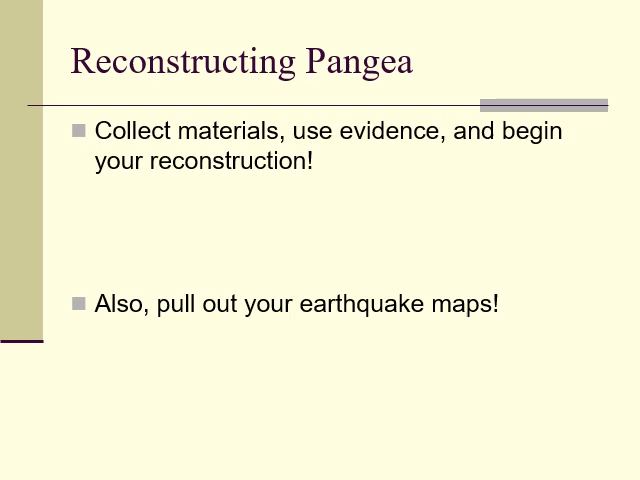 Reconstructing Pangea
Collect materials, use evidence, and begin
your reconstruction!
Also, pull out your earthquake maps!